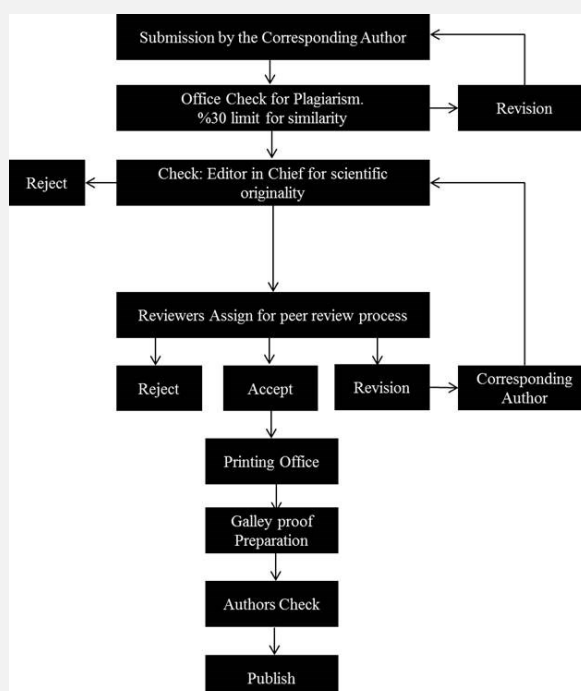 Submission by the Corresponding Author
Office Check for Plagiarism.
%30 limit for similarity
Revision
Reject
Check: Editor in Chief for scientific
originality
Reviewers Assign for peer review process
Reject
Accept
Revision
Corresponding
Author
Printing Office
Galley proof
Preparation
Authors Check
Publish